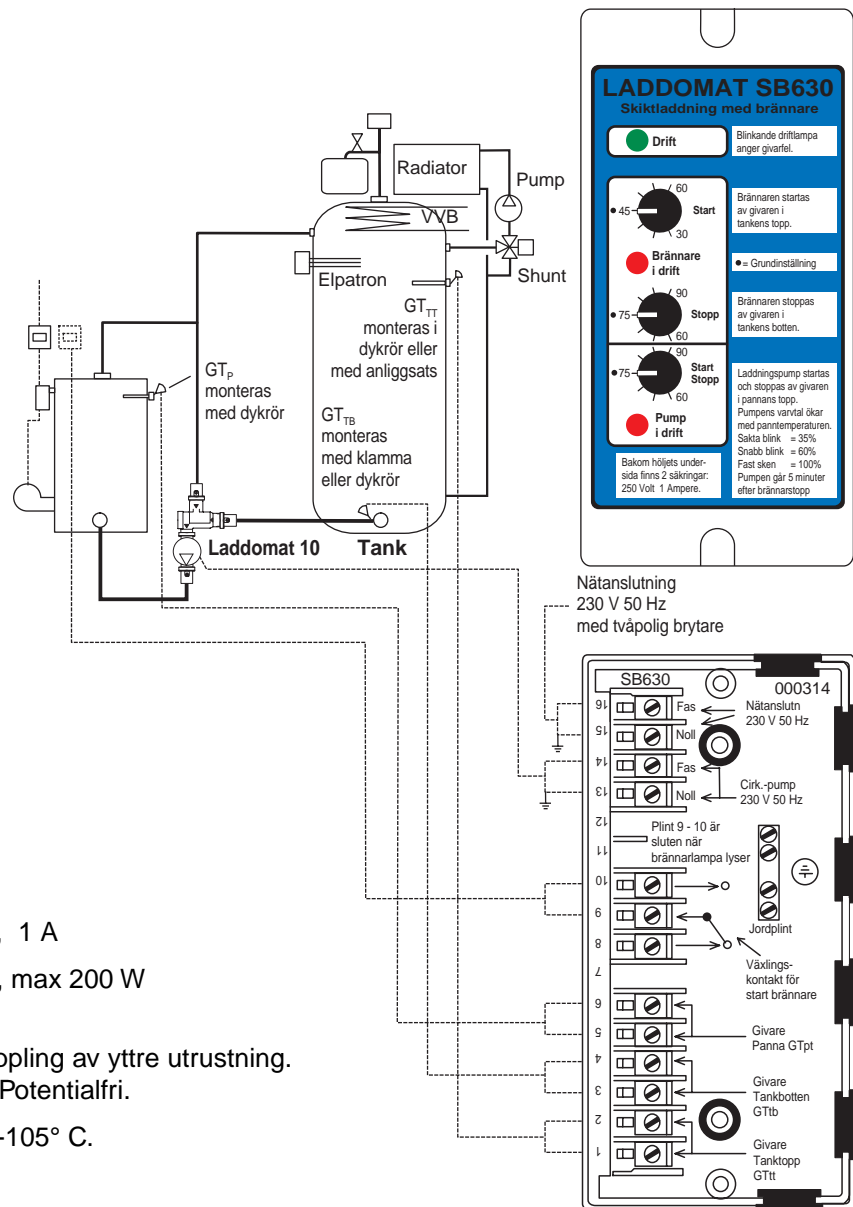 LADDOMAT SB630
Skiktladdning med brännare
Drift
Blinkande driftlampa
anger givarfel.
60
45
Start
30
Brännaren startas
av givaren i
tankens topp.
Brännare
i drift
= Grundinställning
90
75
Stopp
60
Brännaren stoppas
av givaren i
tankens botten.
90
75
Start
Stopp
60
Pump
i drift
Laddningspump startas
och stoppas av givaren
i pannans topp.
Pumpens varvtal ökar
med panntemperaturen.
Sakta blink = 35%
Snabb blink = 60%
Fast sken = 100%
Pumpen går 5 minuter
efter brännarstopp
Bakom höljets under-
sida finns 2 säkringar:
250 Volt 1 Ampere.
Radiator
Pump
VVB
Elpatron
Shunt
GTTT
monteras i
dykrör eller
med anliggsats
GTP
monteras
med dykrör
GTTB
monteras
med klamma
eller dykrör
Laddomat 10
Tank
Nätanslutning
230 V 50 Hz
med tvåpolig brytare
SB630
000314
16
Fas
Nätanslutn
230 V 50 Hz
15
Noll
14
Fas
Cirk.-pump
230 V 50 Hz
13
Noll
12
Plint 9 - 10 är
sluten när
brännarlampa lyser
11
10
9
Jordplint
8
Växlings-
kontakt för
start brännare
7
6
5
Givare
Panna GTpt
4
3
Givare
Tankbotten
GTtb
2
1
Givare
Tanktopp
GTtt
, 1 A
, max 200 W
ppling av yttre utrustning.
Potentialfri.
-105° C.